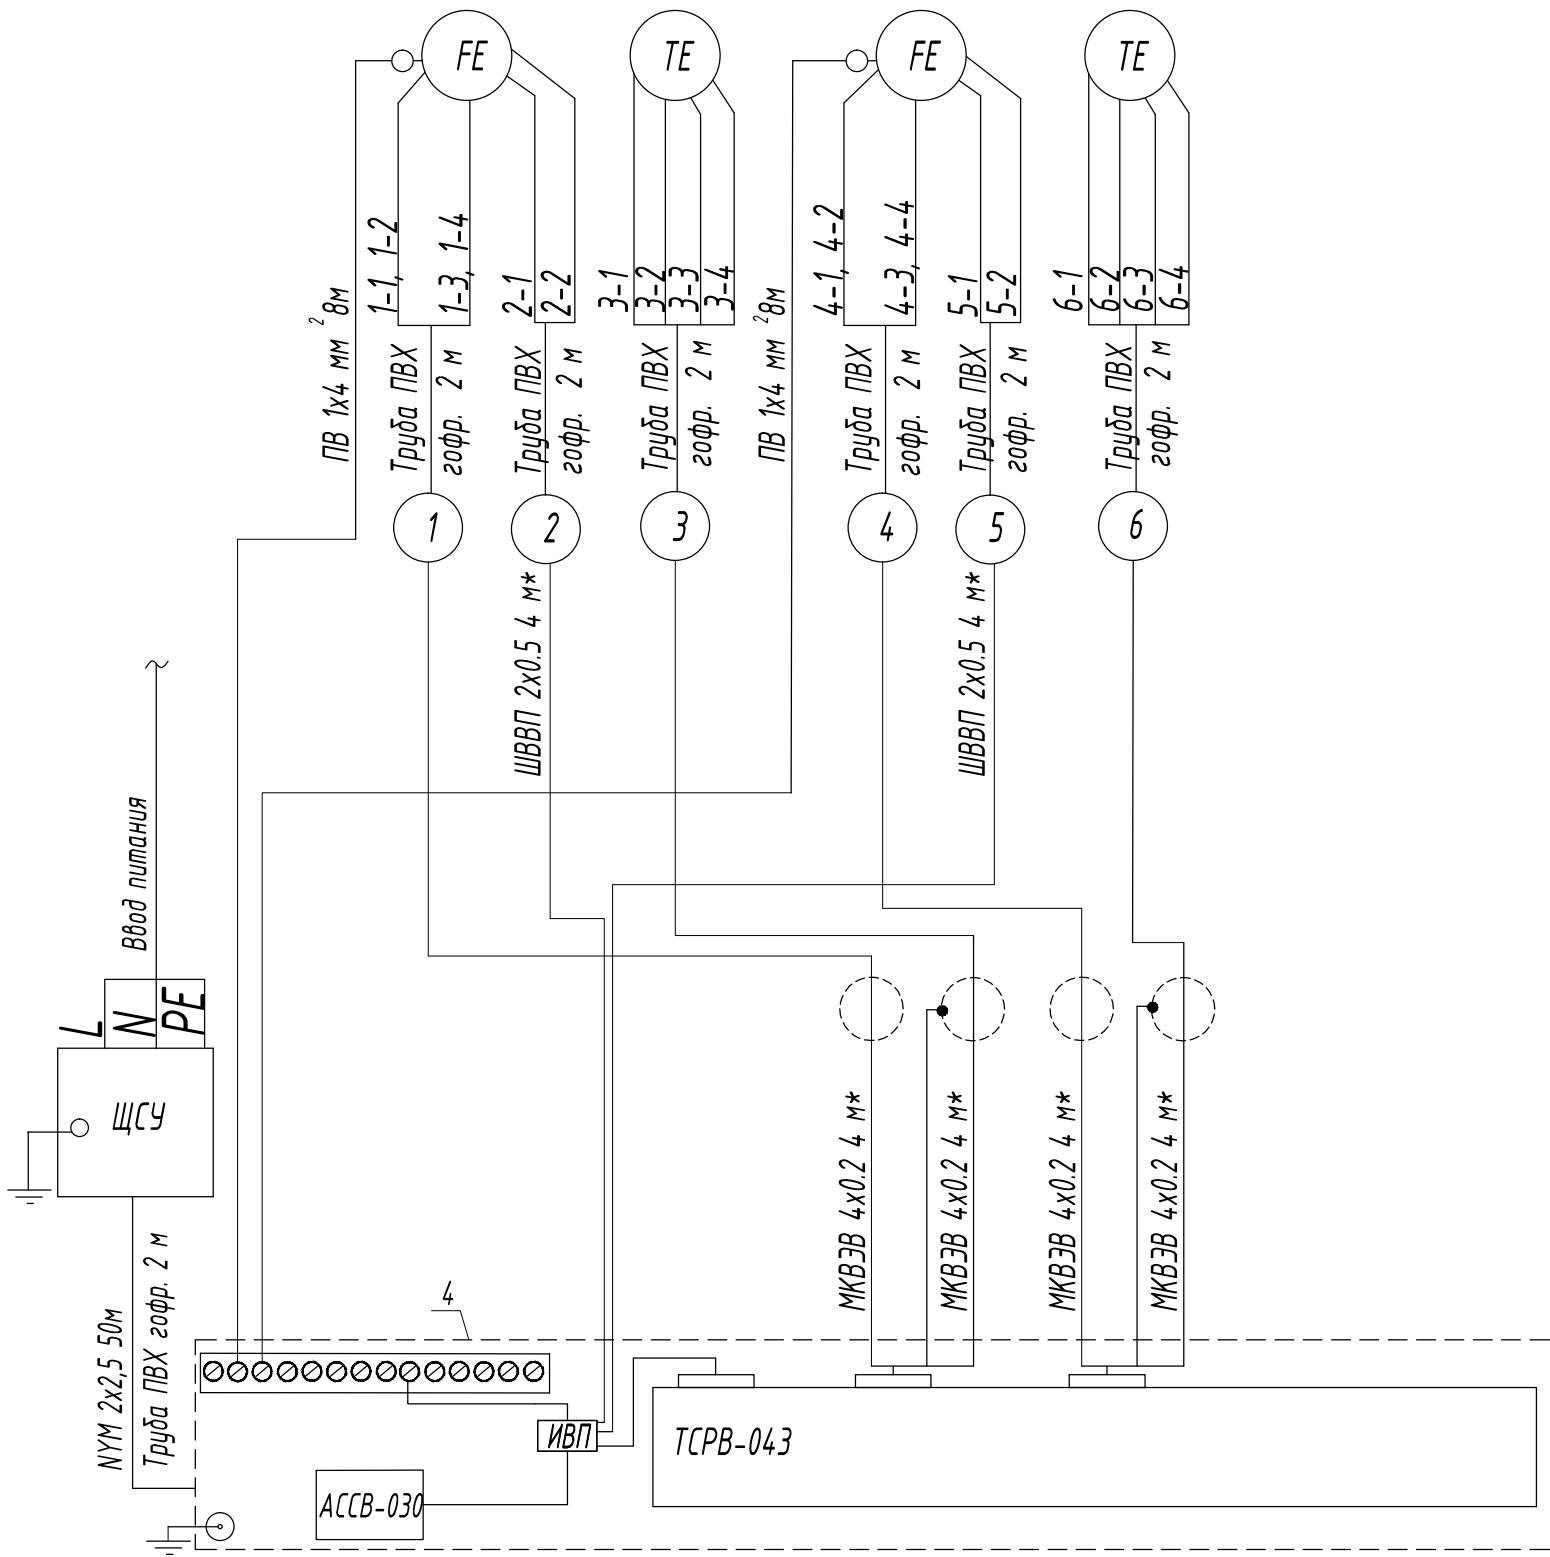 FE
TE
FE
TE
ПВ 1х4 мм² 8м
1-1, 1-2
1-3, 1-4
2-1
2-2
3-1
3-2
3-3
3-4
ПВ 1х4 мм² 8м
4-1, 4-2
4-3, 4-4
5-1
5-2
6-1
6-2
6-3
6-4
Труба ПВХ
гофр. 2 м
Труба ПВХ
гофр. 2 м
Труба ПВХ
гофр. 2 м
Труба ПВХ
гофр. 2 м
Труба ПВХ
гофр. 2 м
Труба ПВХ
гофр. 2 м
1
2
3
4
5
6
ШВВП 2х0.5 4 м*
ШВВП 2х0.5 4 м*
Ввод питания
L
N
PE
ЩСУ
МКВЭВ 4х0.2 4 м*
МКВЭВ 4х0.2 4 м*
МКВЭВ 4х0.2 4 м*
МКВЭВ 4х0.2 4 м*
NYM 2х2,5 50м
Труба ПВХ гофр. 2 м
4
ИВП
ТСРВ-043
АССВ-030